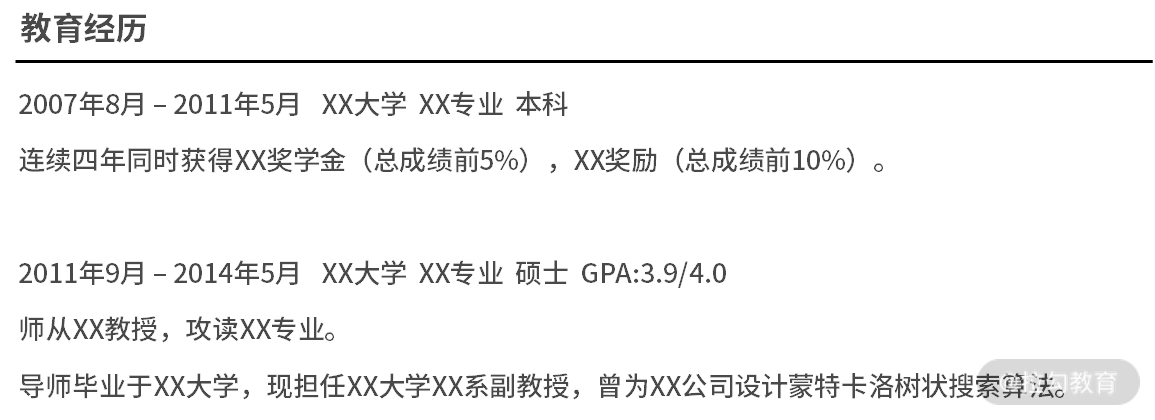 教育经历
2007年8月 – 2011年5月 XX大学 XX专业 本科
连续四年同时获得XX奖学金（总成绩前5%），XX奖励（总成绩前10%）。
2011年9月 – 2014年5月 XX大学 XX专业 硕士 GPA:3.9/4.0
师从XX教授，攻读XX专业。
导师毕业于XX大学，现担任XX大学XX系副教授，曾为XX公司设计蒙特卡洛树状搜索算法。
@拉勾教育